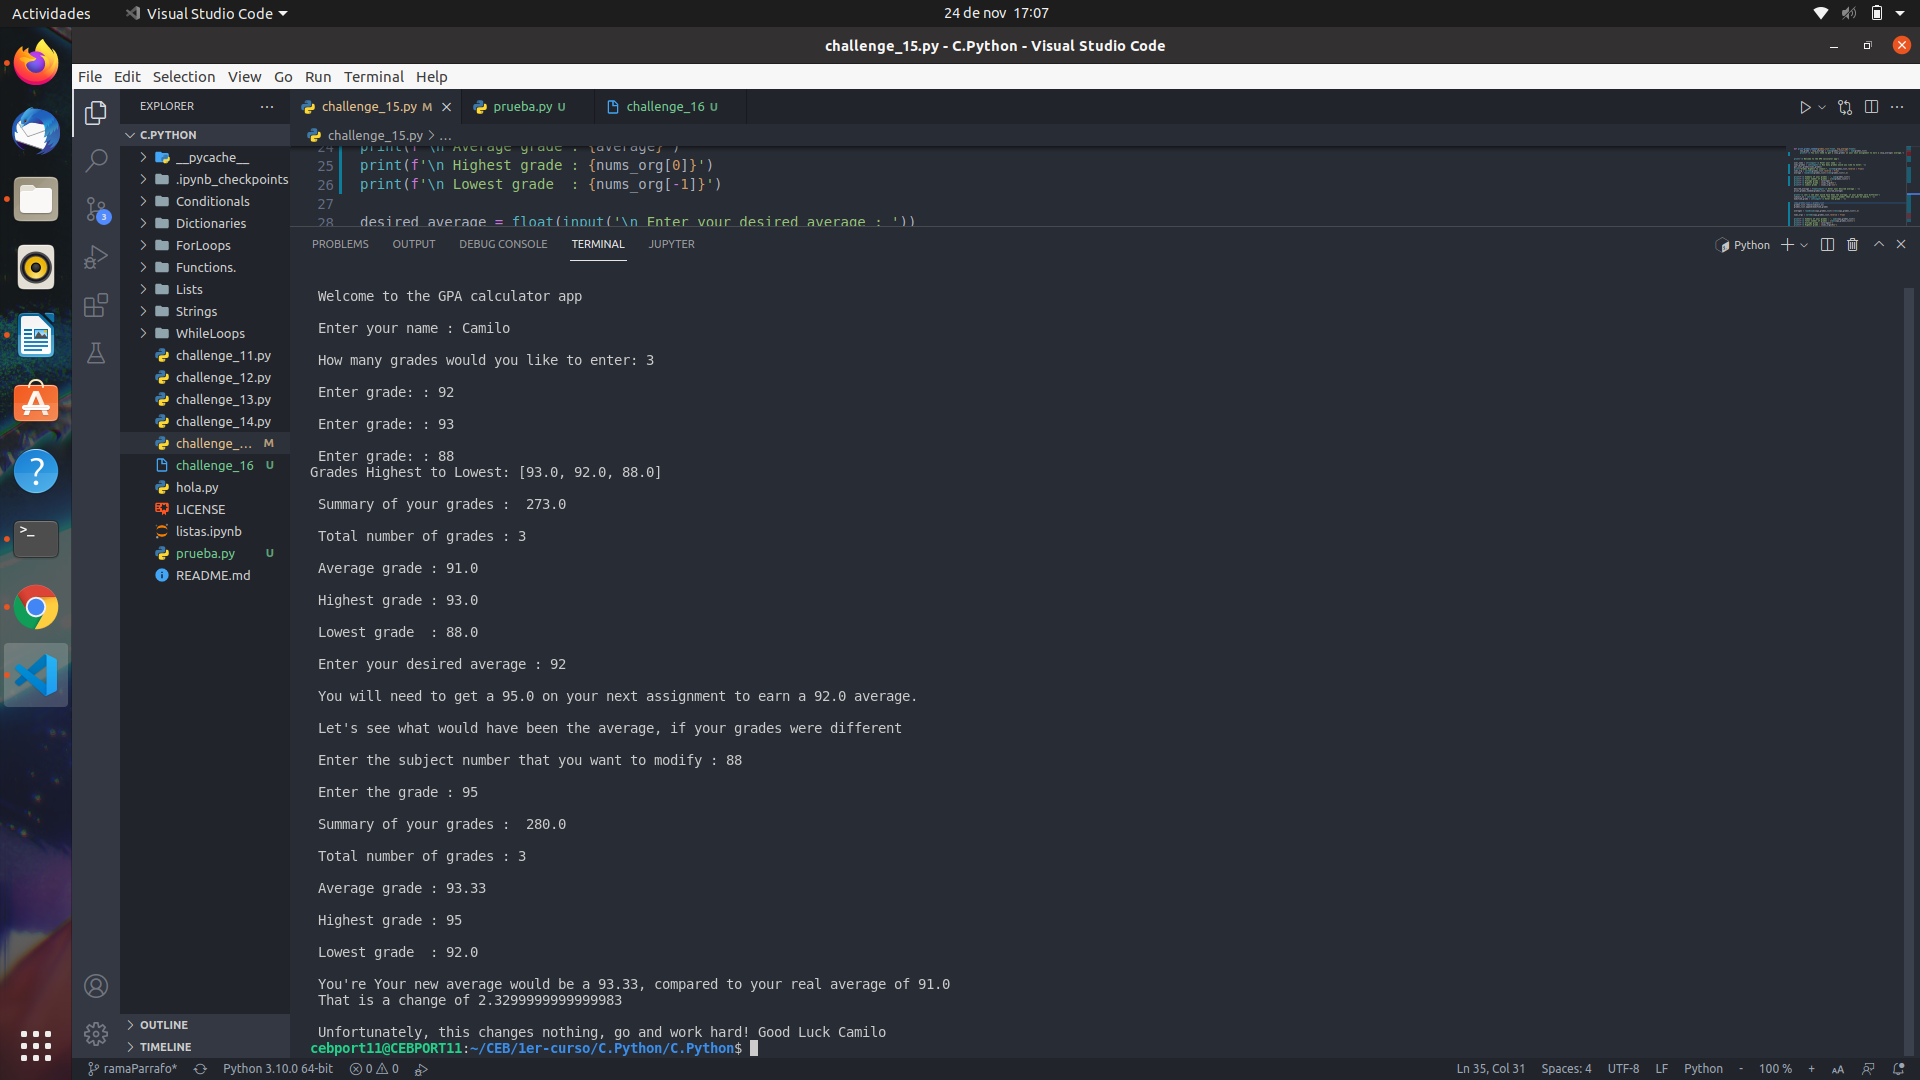 Actividades
Visual Studio Code
24 de nov 17:07
challenge_15.py - C.Python - Visual Studio Code
File Edit Selection View Go Run Terminal Help
EXPLORER
challenge_15.py M
prueba.py U
challenge_16 U
C.PYTHON
challenge_15.py > ...
__pycache__
.ipynb_checkpoints
Conditionals
Dictionaries
ForLoops
Functions.
Lists
Strings
WhileLoops
challenge_11.py
challenge_12.py
challenge_13.py
challenge_14.py
challenge_... M
challenge_16 U
hola.py
LICENSE
listas.ipynb
prueba.py U
README.md
OUTLINE
TIMELINE
3
24 print(f'\n Average grade : {average}')
25 print(f'\n Highest grade : {nums_org[0]}')
26 print(f'\n Lowest grade  : {nums_org[-1]}')
27
28 desired_average = float(input('\n Enter your desired average : '))
PROBLEMS OUTPUT DEBUG CONSOLE TERMINAL JUPYTER
Python
Welcome to the GPA calculator app
Enter your name : Camilo
How many grades would you like to enter: 3
Enter grade: : 92
Enter grade: : 93
Enter grade: : 88
Grades Highest to Lowest: [93.0, 92.0, 88.0]
Summary of your grades :  273.0
Total number of grades : 3
Average grade : 91.0
Highest grade : 93.0
Lowest grade  : 88.0
Enter your desired average : 92
You will need to get a 95.0 on your next assignment to earn a 92.0 average.
Let's see what would have been the average, if your grades were different
Enter the subject number that you want to modify : 88
Enter the grade : 95
Summary of your grades :  280.0
Total number of grades : 3
Average grade : 93.33
Highest grade : 95
Lowest grade  : 92.0
You're Your new average would be a 93.33, compared to your real average of 91.0
That is a change of 2.3299999999999983
Unfortunately, this changes nothing, go and work hard! Good Luck Camilo
cebport11@CEBPORT11:~/CEB/1er-curso/C.Python/C.Python$
ramaParrafo* Python 3.10.0 64-bit 0 0 Ln 35, Col 31 Spaces: 4 UTF-8 LF Python - 100 % + AA